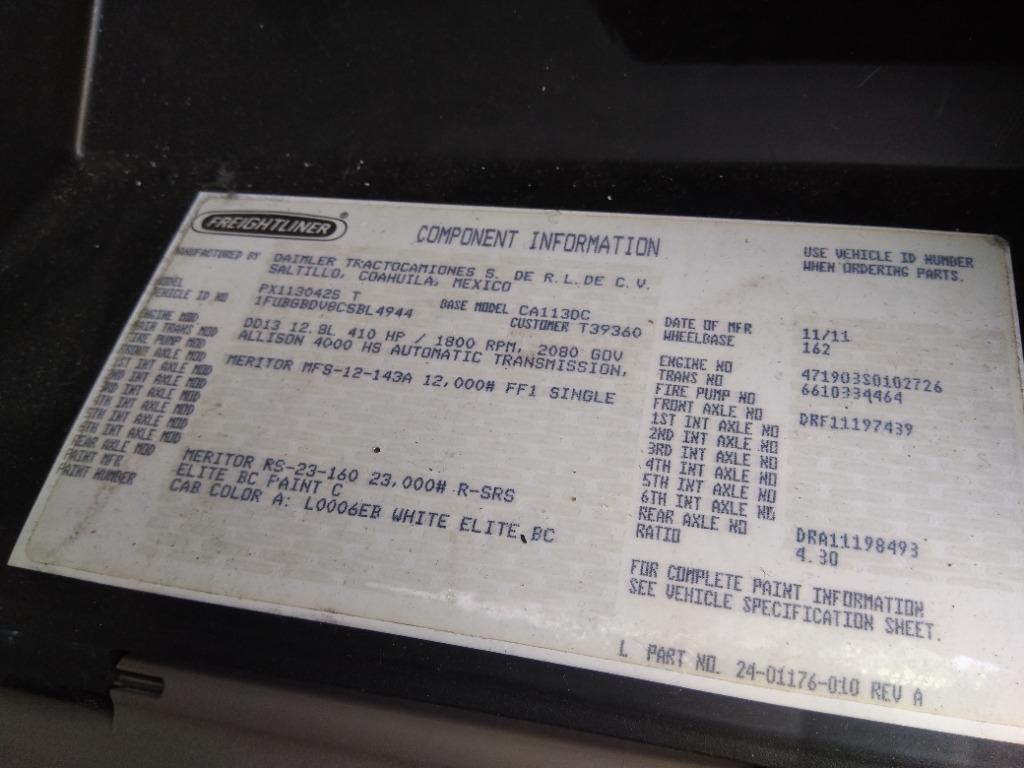 FREIGHTLINER®
COMPONENT INFORMATION
USE VEHICLE ID NUMBER
WHEN ORDERING PARTS.
MANUFACTURED BY DAIMLER TRACTOCAMIONES S. DE R.L. DE C.V.
SALTILLO, COAHUILA, MEXICO
MODEL PX113042S T BASE MODEL CA113DC
VEHICLE ID NO 1FUBGBDV8CSBL4944 CUSTOMER T39360
ENGINE MOD DD13 12.8L 410 HP / 1800 RPM, 2080 GOV
MAIN TRANS MOD ALLISON 4000 HS AUTOMATIC TRANSMISSION,
FIRE PUMP MOD
FRONT AXLE MOD MERITOR MFS-12-143A 12,000# FF1 SINGLE
1ST INT AXLE MOD
2ND INT AXLE MOD
3RD INT AXLE MOD
4TH INT AXLE MOD
5TH INT AXLE MOD
6TH INT AXLE MOD
REAR AXLE MOD MERITOR RS-23-160 23,000# R-SRS
PAINT MFR ELITE BC PAINT C
PAINT NUMBER CAB COLOR A: L0006EB WHITE ELITE BC
DATE OF MFR 11/11
WHEELBASE 162
ENGINE NO 471903S0102726
TRANS NO 6610334464
FIRE PUMP NO
FRONT AXLE NO DRF11197439
1ST INT AXLE NO
2ND INT AXLE NO
3RD INT AXLE NO
4TH INT AXLE NO
5TH INT AXLE NO
6TH INT AXLE NO
REAR AXLE NO DRA11198493
RATIO 4.30
FOR COMPLETE PAINT INFORMATION
SEE VEHICLE SPECIFICATION SHEET.
L PART NO. 24-01176-010 REV A